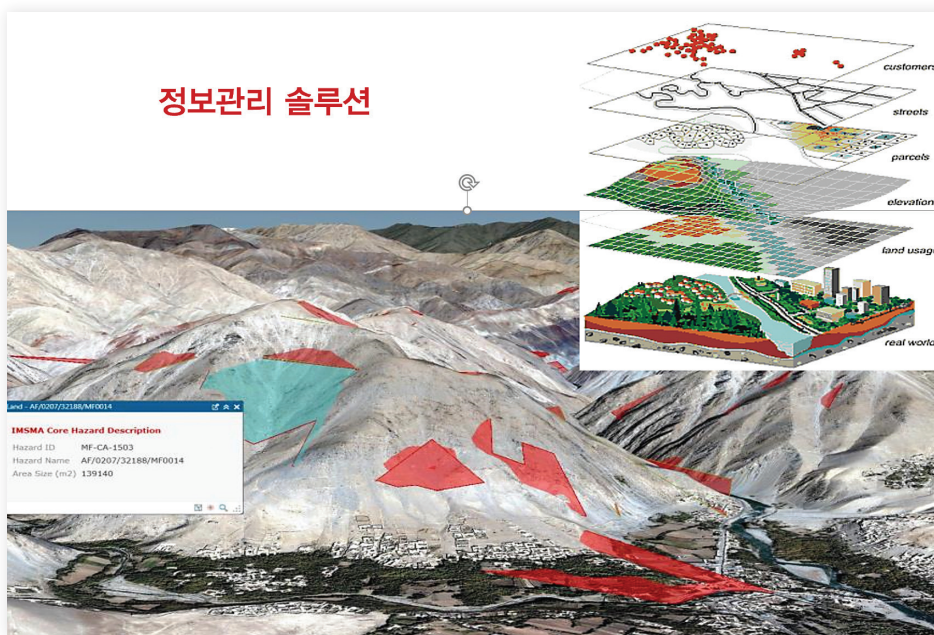 정보관리 솔루션
customers
streets
parcels
elevation
land usage
real world
Land - AF/0207/32188/MF0014
IMSMA Core Hazard Description
Hazard ID MF-CA-1503
Hazard Name AF/0207/32188/MF0014
Area Size (m2) 139140